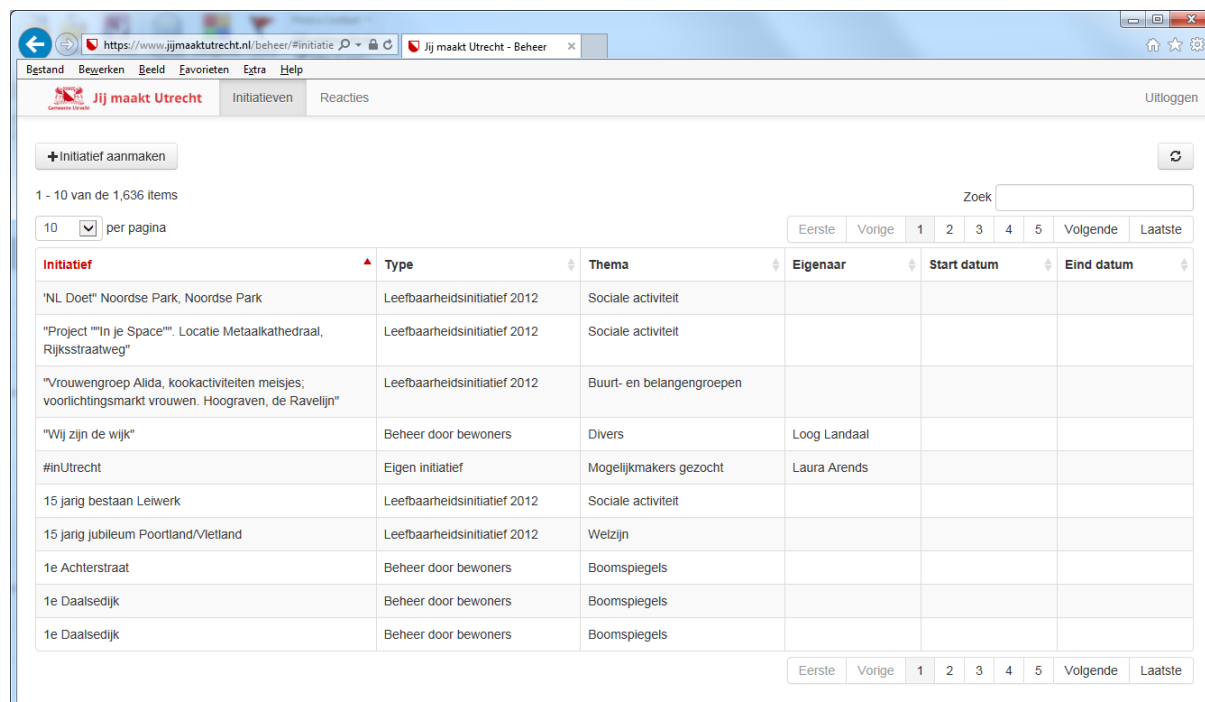 https://www.jijmaaktutrecht.nl/beheer/#initiatie
Jij maakt Utrecht - Beheer
Bestand Bewerken Beeld Eavorieten Extra Help
Gemeente Utrecht
Jij maakt Utrecht Initiatieven Reacties Uitloggen
+Initiatief aanmaken
1 - 10 van de 1,636 items
Zoek
10 per pagina
Eerste Vorige 1 2 3 4 5 Volgende Laatste
Initiatief Type Thema Eigenaar Start datum Eind datum
'NL Doet" Noordse Park, Noordse Park Leefbaarheidsinitiatief 2012 Sociale activiteit
"Project ""In je Space"". Locatie Metaalkathedraal, Leefbaarheidsinitiatief 2012 Sociale activiteit
Rijksstraatweg"
"Vrouwengroep Alida, kookactiviteiten meisjes; Leefbaarheidsinitiatief 2012 Buurt- en belangengroepen
voorlichtingsmarkt vrouwen. Hoograven, de Ravelijn"
"Wij zijn de wijk" Beheer door bewoners Divers Loog Landaal
#inUtrecht Eigen initiatief Mogelijkmakers gezocht Laura Arends
15 jarig bestaan Leiwerk Leefbaarheidsinitiatief 2012 Sociale activiteit
15 jarig jubileum Poortland/Vletland Leefbaarheidsinitiatief 2012 Welzijn
1e Achterstraat Beheer door bewoners Boomspiegels
1e Daalsedijk Beheer door bewoners Boomspiegels
1e Daalsedijk Beheer door bewoners Boomspiegels
Eerste Vorige 1 2 3 4 5 Volgende Laatste